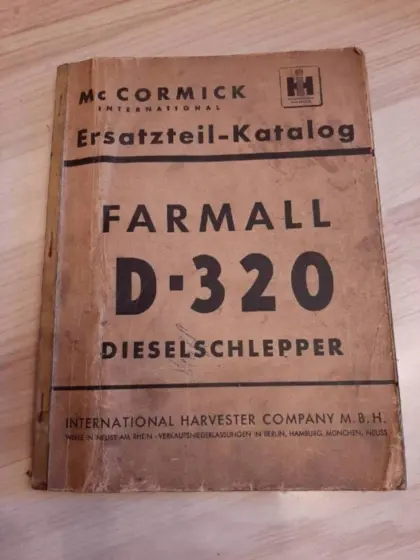 McCORMICK
INTERNATIONAL
Ersatzteil-Katalog
FARMALL
D-320
DIESELSCHLEPPER
INTERNATIONAL HARVESTER COMPANY M.B.H.
WERKE IN NEUSS AM RHEIN - VERKAUFSNIEDERLASSUNGEN IN BERLIN, HAMBURG, MÜNCHEN, NEUSS